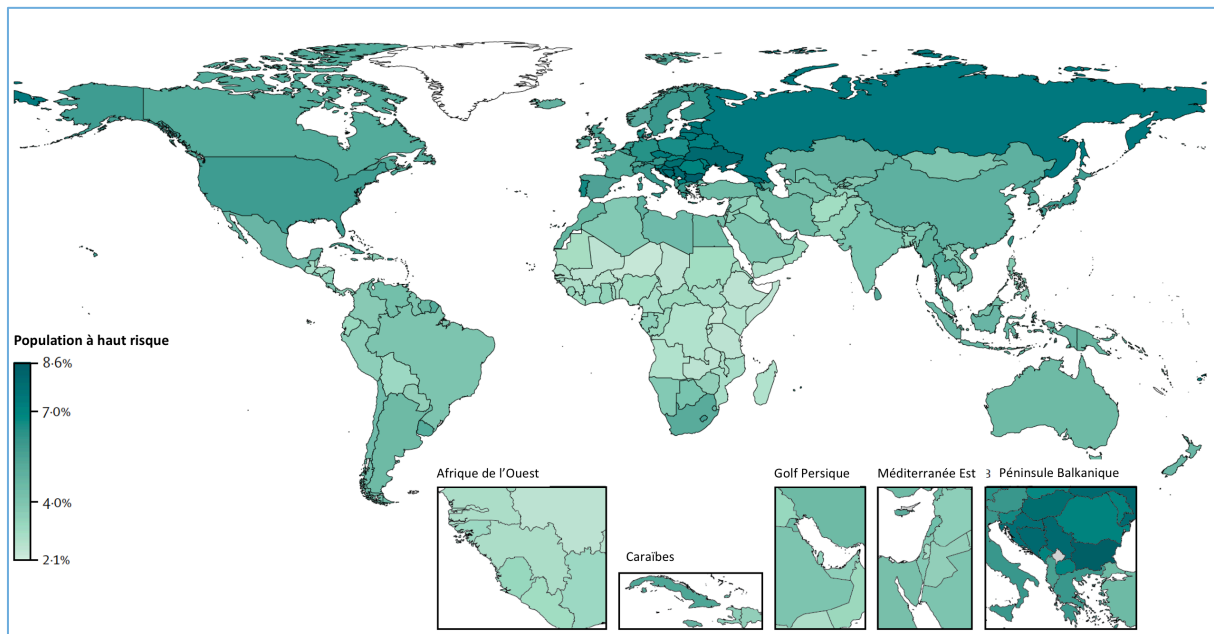 Population à haut risque
8·6%
7·0%
4·0%
2·1%
Afrique de l'Ouest
Caraïbes
Golf Persique
Méditerranée Est
3
Péninsule Balkanique